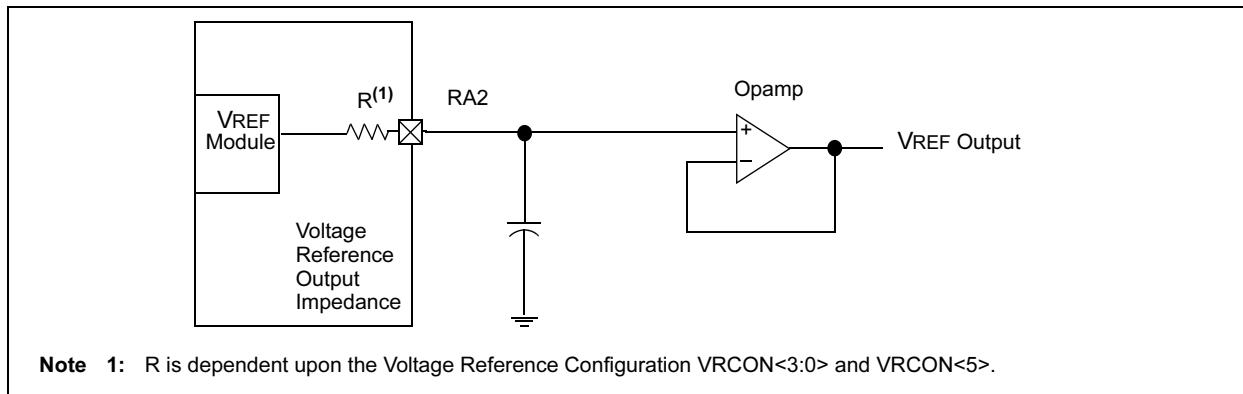 Opamp
R(1)
RA2
VREF
Module
+
–
VREF Output
Voltage
Reference
Output
Impedance
Note 1: R is dependent upon the Voltage Reference Configuration VRCON<3:0> and VRCON<5>.